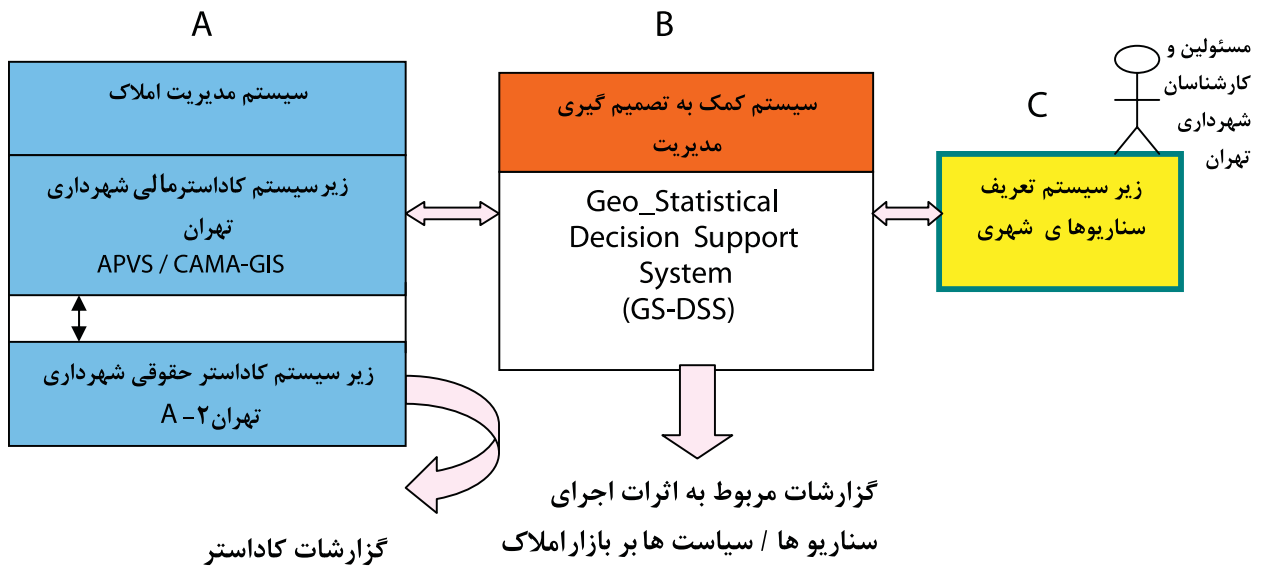 A
سیستم مدیریت املاک
زیر سیستم کاداسترمالی شهرداری
تهران
APVS / CAMA-GIS
زیر سیستم کاداستر حقوقی شهرداری
تهران۲- A
گزارشات کاداستر
B
سیستم کمک به تصمیم گیری
مدیریت
Geo_Statistical
Decision Support
System
(GS-DSS)
گزارشات مربوط به اثرات اجرای
سناریو ها / سیاست ها بر بازار املاک
C
زیر سیستم تعریف
سناریوها ی شهری
مسئولین و
کارشناسان
شهرداری
تهران